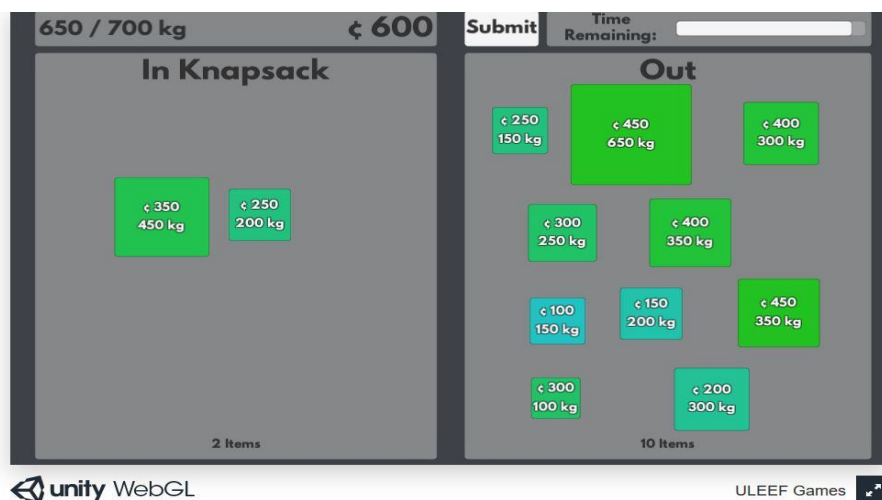 650 / 700 kg
¢ 600
Submit
Time
Remaining:
In Knapsack
¢ 350
450 kg
¢ 250
200 kg
2 Items
Out
¢ 250
150 kg
¢ 450
650 kg
¢ 400
300 kg
¢ 300
250 kg
¢ 400
350 kg
¢ 100
150 kg
¢ 150
200 kg
¢ 450
350 kg
¢ 300
100 kg
¢ 200
300 kg
10 Items
unity WebGL
ULEEF Games